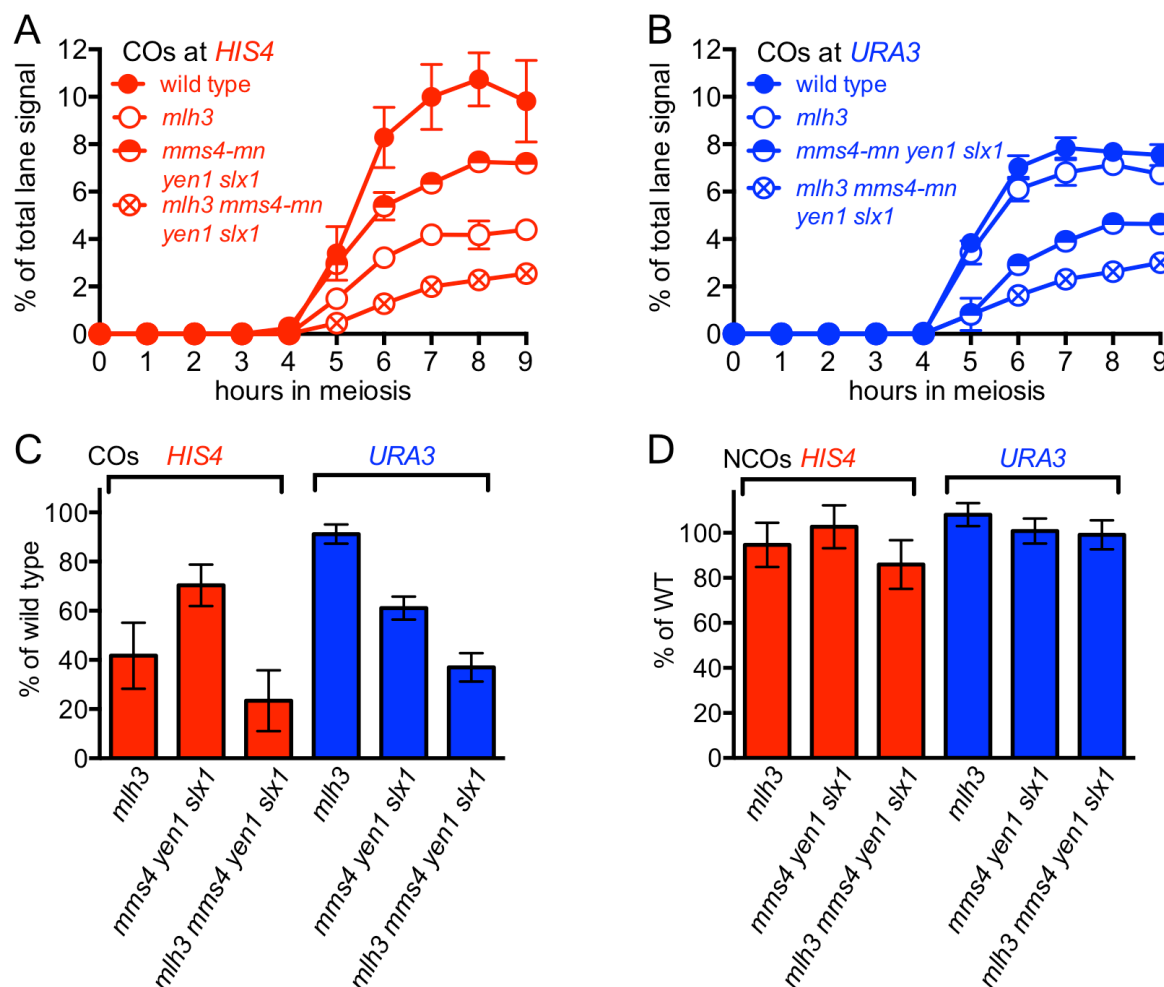 A
COs at HIS4
wild type
mlh3
mms4-mn
yen1 slx1
mlh3 mms4-mn
yen1 slx1
% of total lane signal
12
10
8
6
4
2
0
0 1 2 3 4 5 6 7 8 9
hours in meiosis
B
COs at URA3
wild type
mlh3
mms4-mn yen1 slx1
mlh3 mms4-mn
yen1 slx1
% of total lane signal
12
10
8
6
4
2
0
0 1 2 3 4 5 6 7 8 9
hours in meiosis
C
COs HIS4 URA3
% of wild type
100
80
60
40
20
0
mlh3
mms4 yen1 slx1
mlh3 mms4 yen1 slx1
mlh3
mms4 yen1 slx1
mlh3 mms4 yen1 slx1
D
NCOs HIS4 URA3
% of WT
100
80
60
40
20
0
mlh3
mms4 yen1 slx1
mlh3 mms4 yen1 slx1
mlh3
mms4 yen1 slx1
mlh3 mms4 yen1 slx1